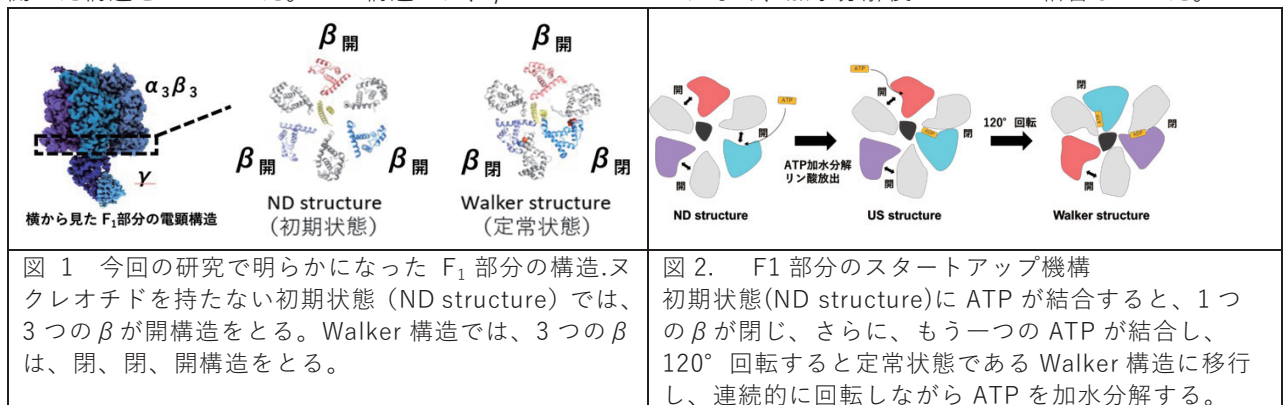 α₃β₃
γ
横から見た F₁部分の電顕構造
β開
β開
β開
ND structure
(初期状態)
β開
β閉
β閉
Walker structure
(定常状態)
開
開
開
ND structure
ATP
ATP加水分解
リン酸放出
ATP
開
ADP
閉
開
US structure
120° 回転
閉
ATP
ADP
閉
開
Walker structure
図 1 今回の研究で明らかになった F₁ 部分の構造.ヌ
クレオチドを持たない初期状態(ND structure)では、
3 つのβが開構造をとる。Walker 構造では、3 つのβ
は、閉、閉、開構造をとる。
図 2. F1 部分のスタートアップ機構
初期状態(ND structure)に ATP が結合すると、1 つ
のβが閉じ、さらに、もう一つの ATP が結合し、
120° 回転すると定常状態である Walker 構造に移行
し、連続的に回転しながら ATP を加水分解する。